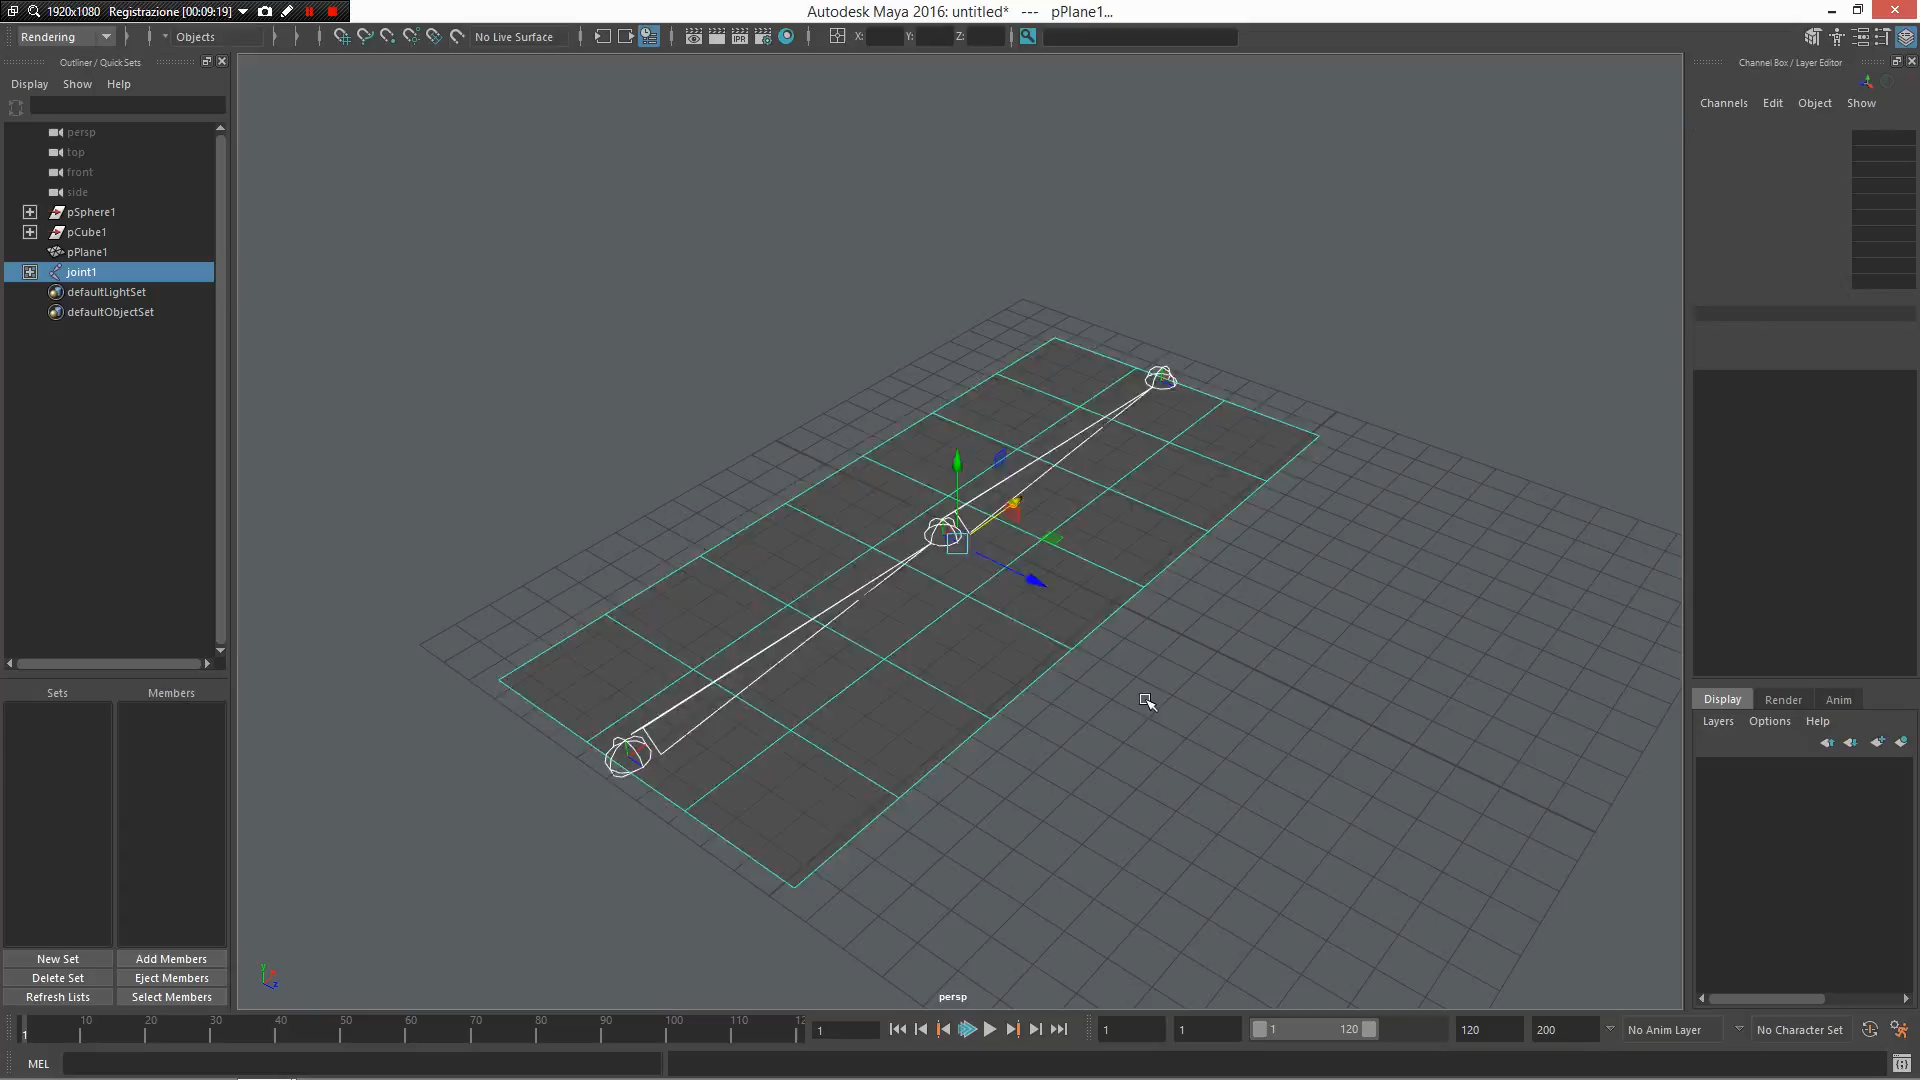 1920x1080 Registrazione [00:09:19]
Autodesk Maya 2016: untitled* --- pPlane1...
Rendering
Objects
No Live Surface
IPR
X:
Y:
Z:
Outliner / Quick Sets
Channel Box / Layer Editor
Display Show Help
Channels Edit Object Show
persp
top
front
side
pSphere1
pCube1
pPlane1
joint1
defaultLightSet
defaultObjectSet
Sets
Members
Display Render Anim
Layers Options Help
New Set
Add Members
Delete Set
Eject Members
Refresh Lists
Select Members
y
z
persp
1 10 20 30 40 50 60 70 80 90 100 110 12
1
1
1
1 120
120
200
No Anim Layer
No Character Set
MEL